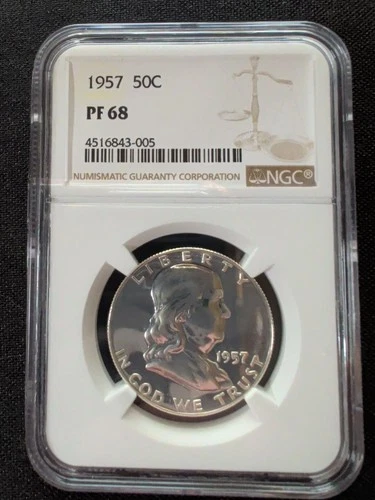 1957 50C
PF 68
4516843-005
NUMISMATIC GUARANTY CORPORATION
NGC®
LIBERTY
1957
IN GOD WE TRUST